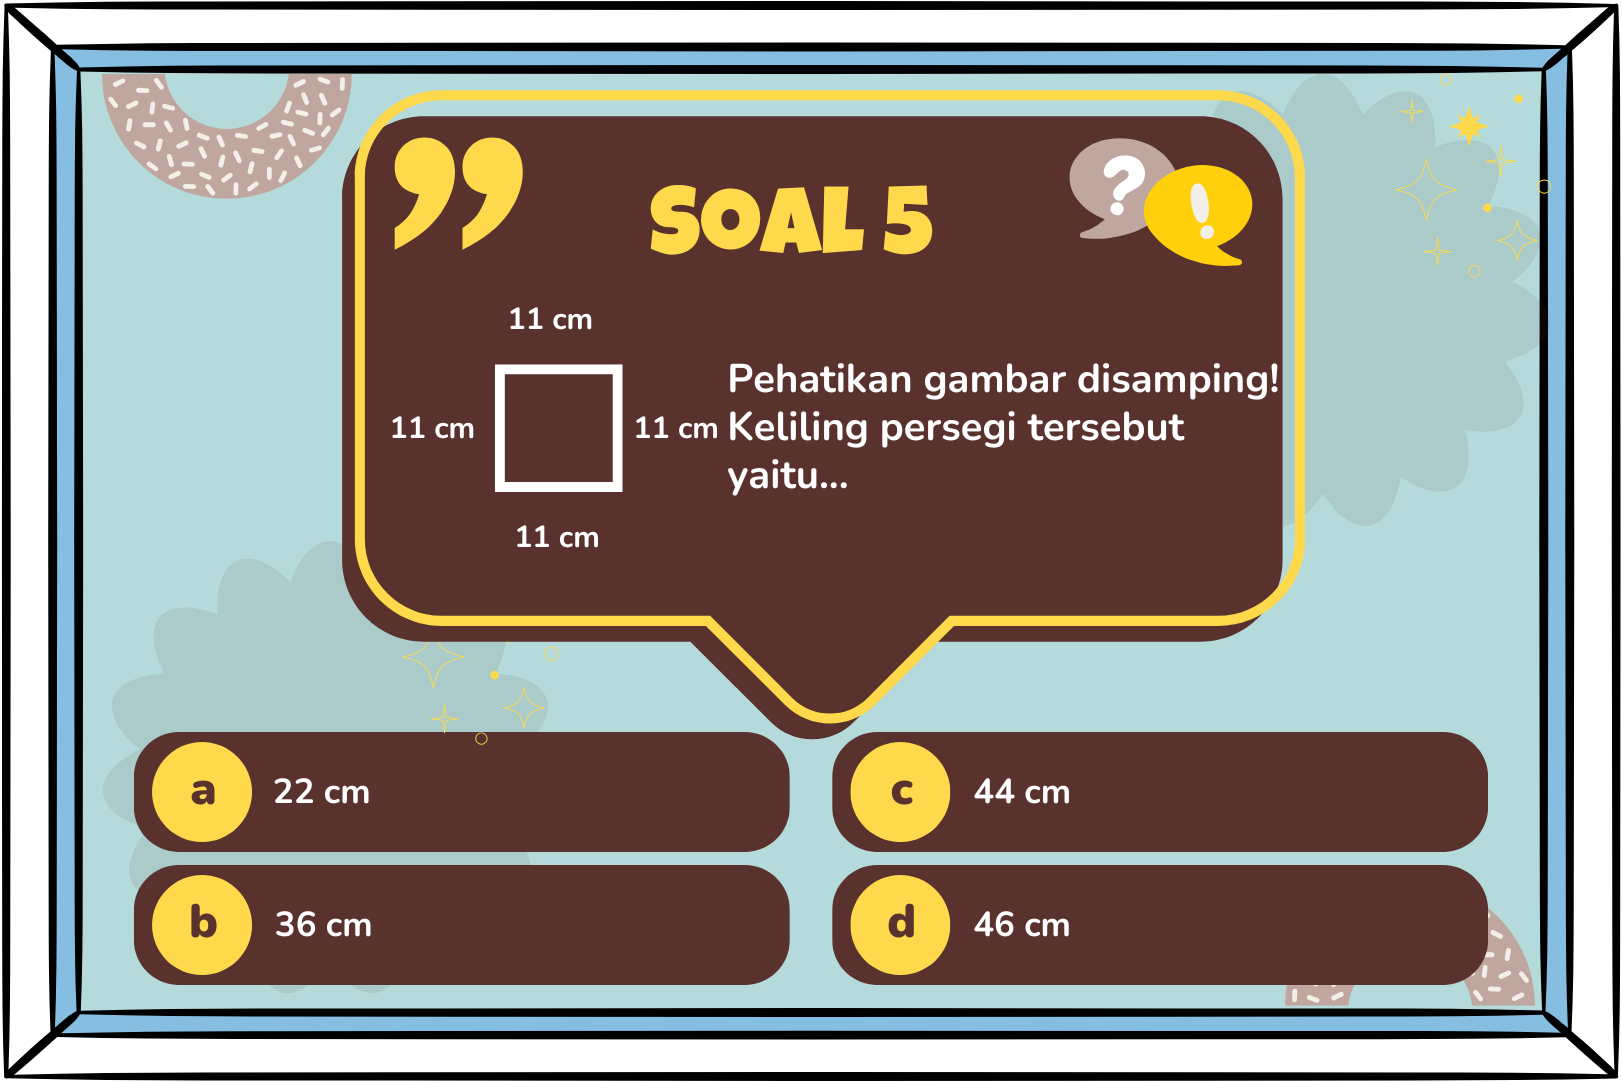 SOAL 5
11 cm
11 cm
11 cm
11 cm
Pehatikan gambar disamping!
Keliling persegi tersebut
yaitu...
a 22 cm
b 36 cm
c 44 cm
d 46 cm